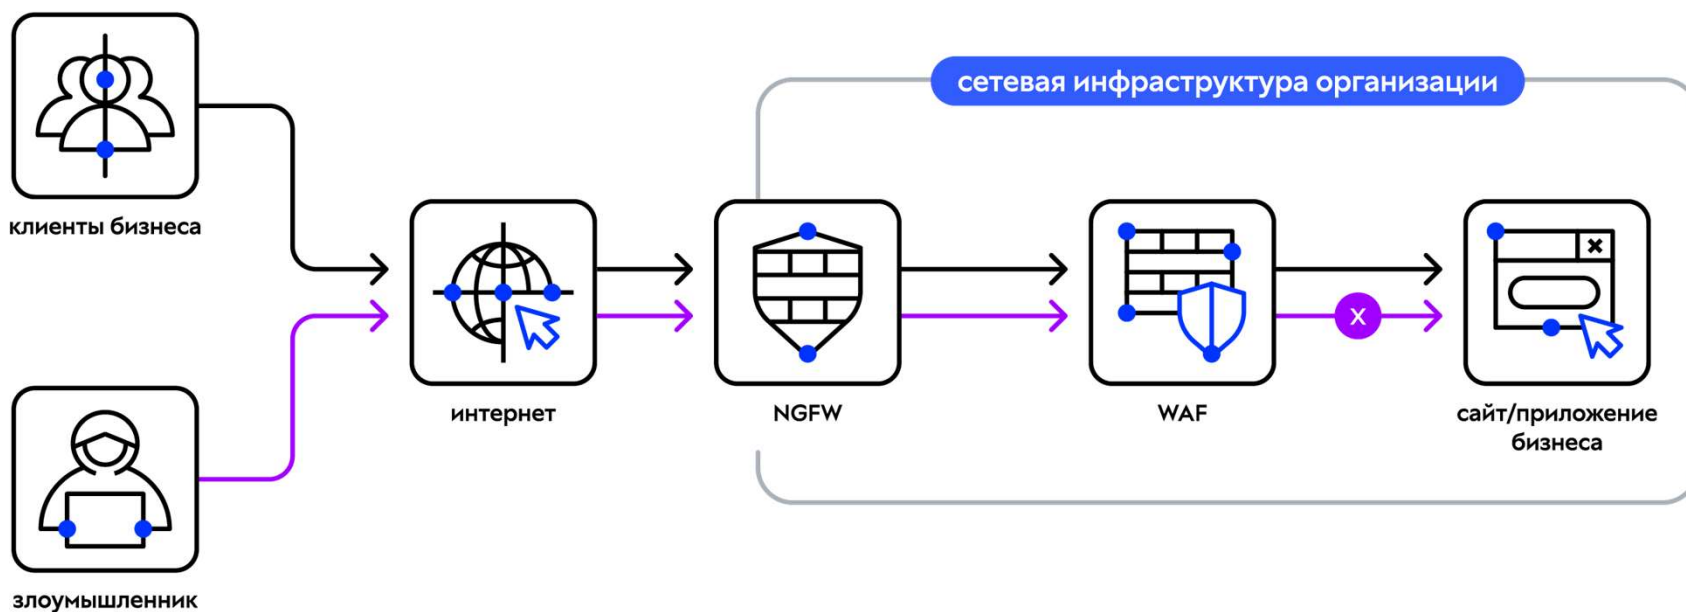 сетевая инфраструктура организации
клиенты бизнеса
интернет
NGFW
WAF
x
сайт/приложение
бизнеса
злоумышленник